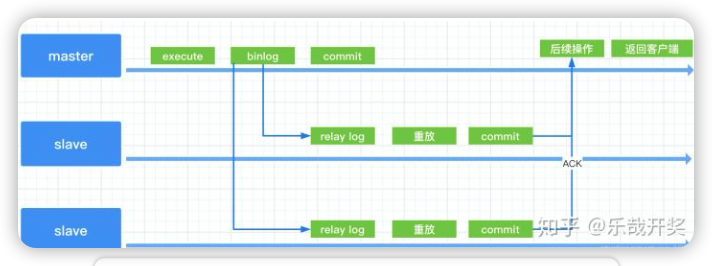 后续操作 返回客户端
master execute binlog commit
relay log 重放 commit
slave
ACK
relay log 重放 commit
slave
知乎 @乐哉开奖